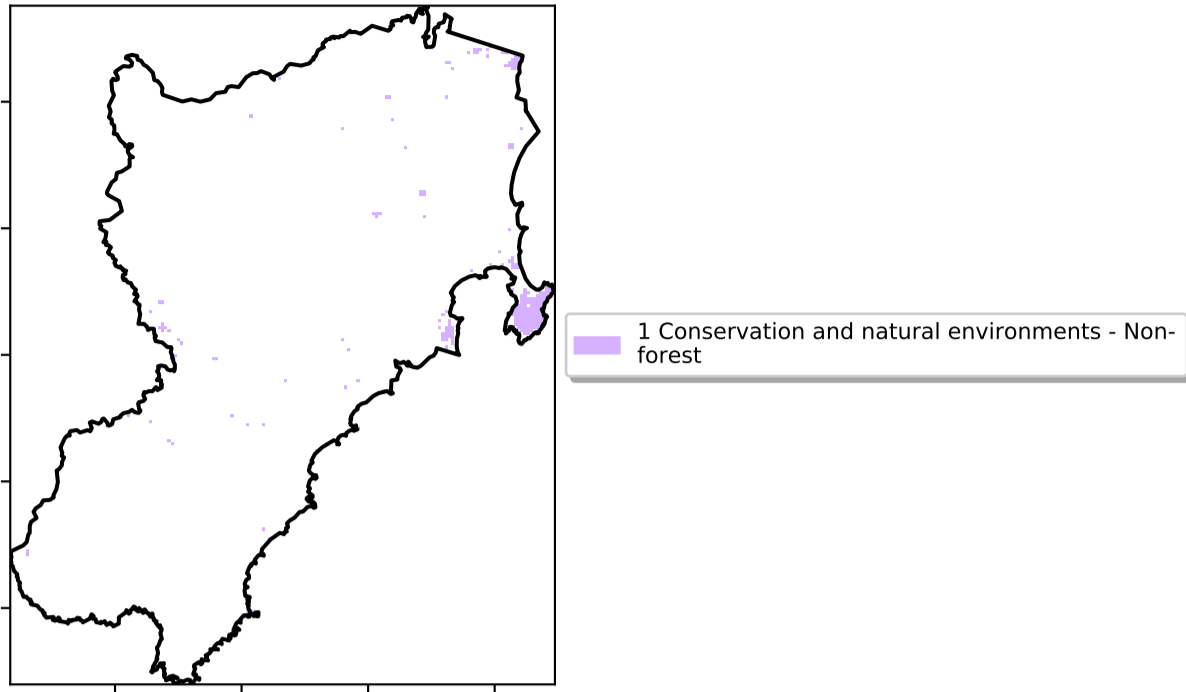 1 Conservation and natural environments - Non-
forest